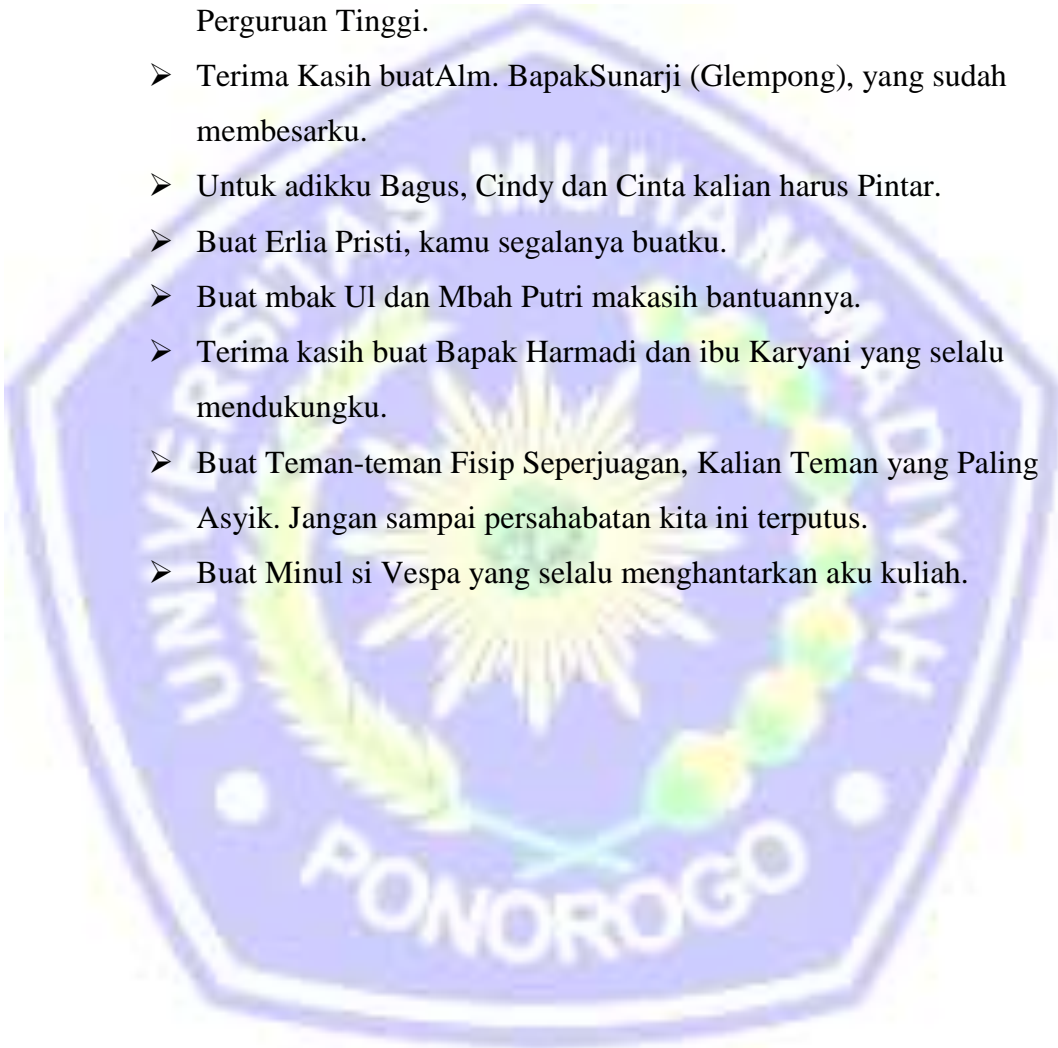 Perguruan Tinggi.
➢ Terima Kasih buatAlm. BapakSunarji (Glempong), yang sudah
membesarku.
➢ Untuk adikku Bagus, Cindy dan Cinta kalian harus Pintar.
➢ Buat Erlia Pristi, kamu segalanya buatku.
➢ Buat mbak Ul dan Mbah Putri makasih bantuannya.
➢ Terima kasih buat Bapak Harmadi dan ibu Karyani yang selalu
mendukungku.
➢ Buat Teman-teman Fisip Seperjuagan, Kalian Teman yang Paling
Asyik. Jangan sampai persahabatan kita ini terputus.
➢ Buat Minul si Vespa yang selalu menghantarkan aku kuliah.
UNIVERSITAS MUHAMMADIYAH
PONOROGO